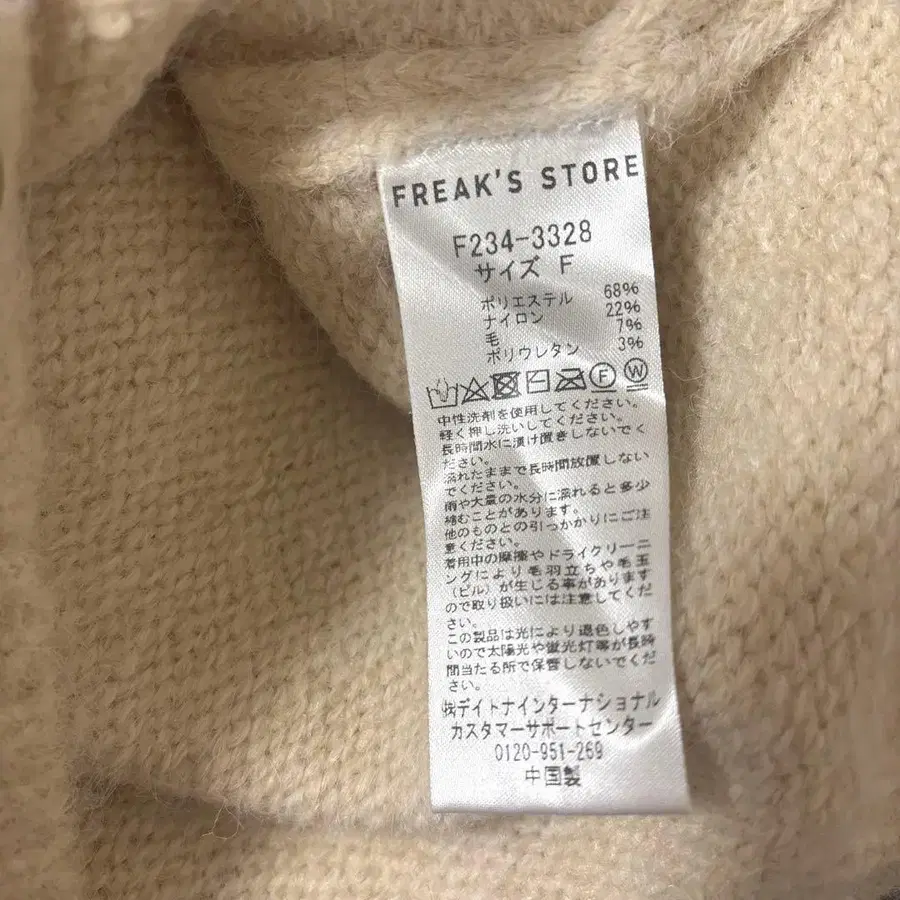 FREAK'S STORE
F234-3328
サイズ F
ポリエステル 68%
ナイロン 22%
毛 7%
ポリウレタン 3%
F W
中性洗剤を使用してください。
軽く押し洗いしてください。
長時間水に漬け置きしないでく
ださい。
濡れたままで長時間放置しない
でください。
雨や大量の水分に濡れると多少
縮むことがあります。
他のものとの引っかかりにご注
意ください。
着用中の摩擦やドライクリーニ
ングにより毛羽立ちや毛玉
(ピル)が生じる事があります
ので取り扱いには注意してくだ
さい。
この製品は光により退色しやす
いので太陽光や蛍光灯等が長時
間当たる所で保管しないでくだ
さい。
㈱デイトナインターナショナル
カスタマーサポートセンター
0120-951-269
中国製